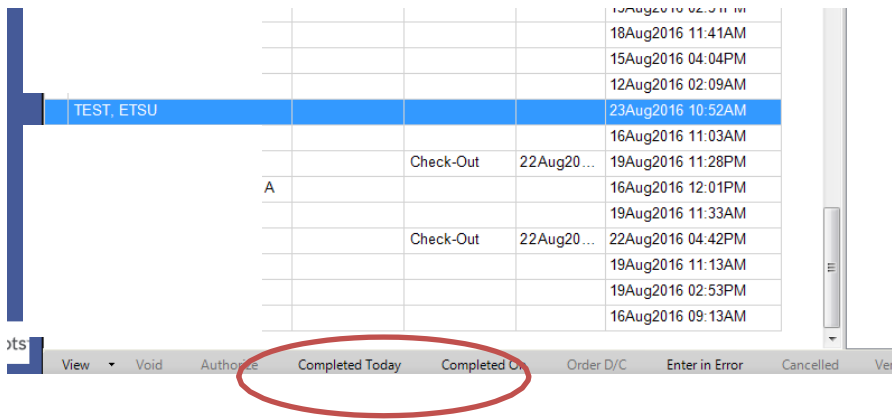 18Aug2016 11:41AM
15Aug2016 04:04PM
12Aug2016 02:09AM
TEST, ETSU 23Aug2016 10:52AM
16Aug2016 11:03AM
Check-Out 22Aug20... 19Aug2016 11:28PM
A 16Aug2016 12:01PM
19Aug2016 11:33AM
Check-Out 22Aug20... 22Aug2016 04:42PM
19Aug2016 11:13AM
19Aug2016 02:53PM
16Aug2016 09:13AM
View Void Authorize Completed Today Completed On Order D/C Enter in Error Cancelled